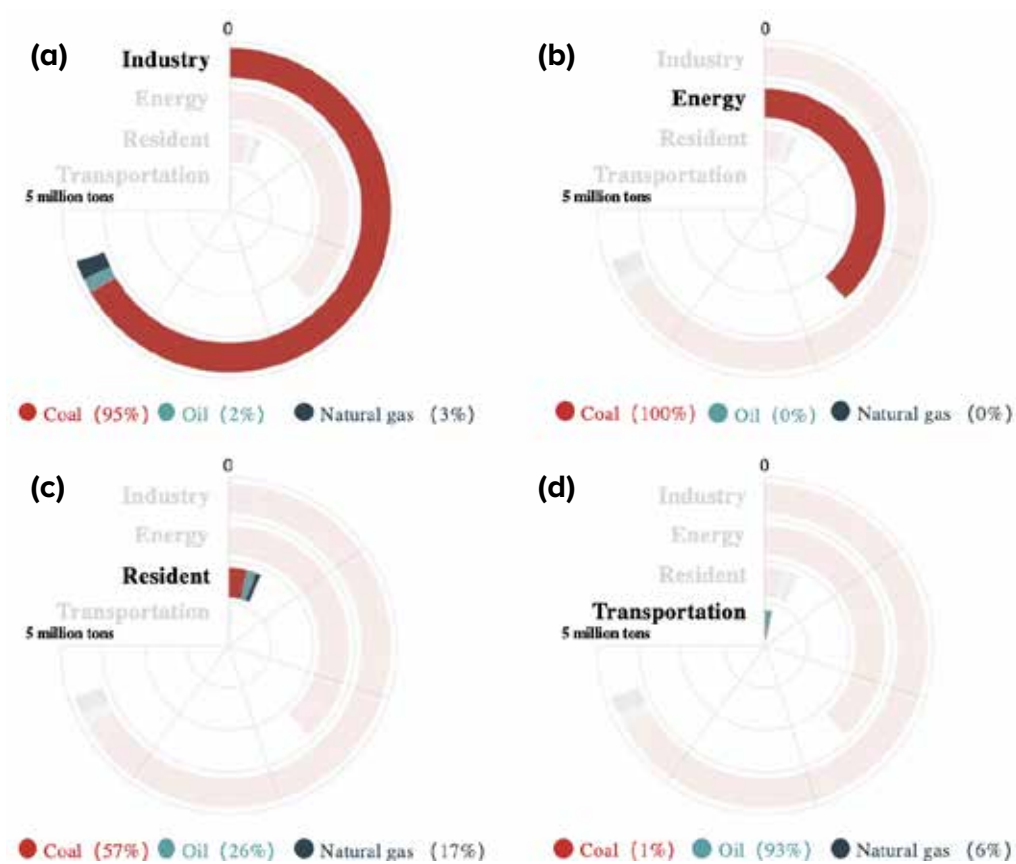 (a)
0
Industry
Energy
Resident
Transportation
5 million tons
Coal (95%) Oil (2%) Natural gas (3%)
(b)
0
Industry
Energy
Resident
Transportation
5 million tons
Coal (100%) Oil (0%) Natural gas (0%)
(c)
0
Industry
Energy
Resident
Transportation
5 million tons
Coal (57%) Oil (26%) Natural gas (17%)
(d)
0
Industry
Energy
Resident
Transportation
5 million tons
Coal (1%) Oil (93%) Natural gas (6%)